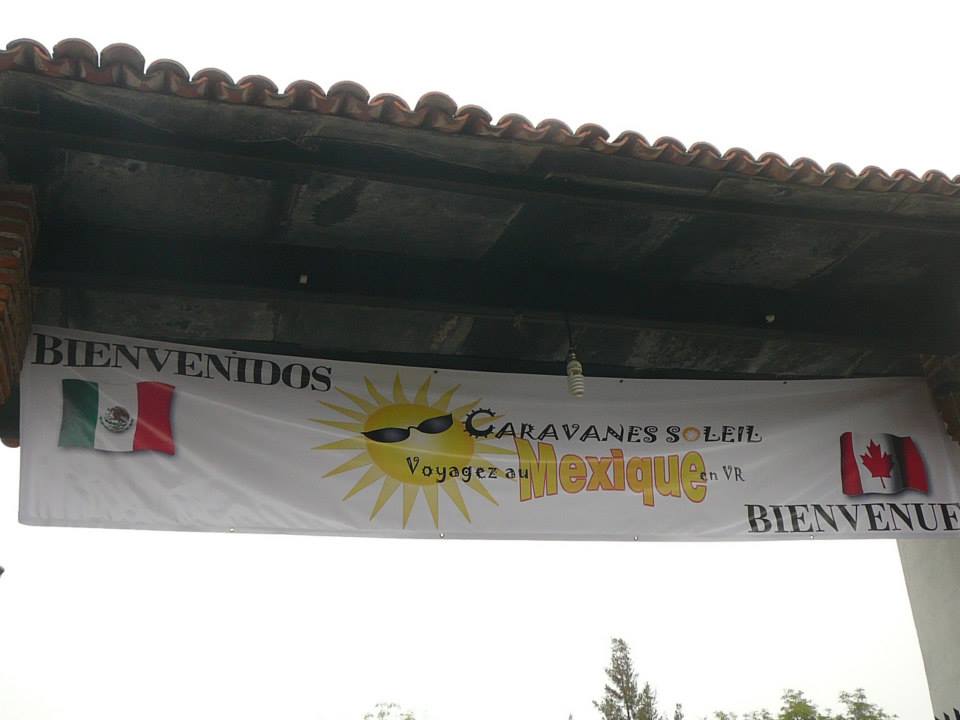 BIENVENIDOS
CARAVANES SOLEIL
Voyagez au Mexique en VR
BIENVENUE